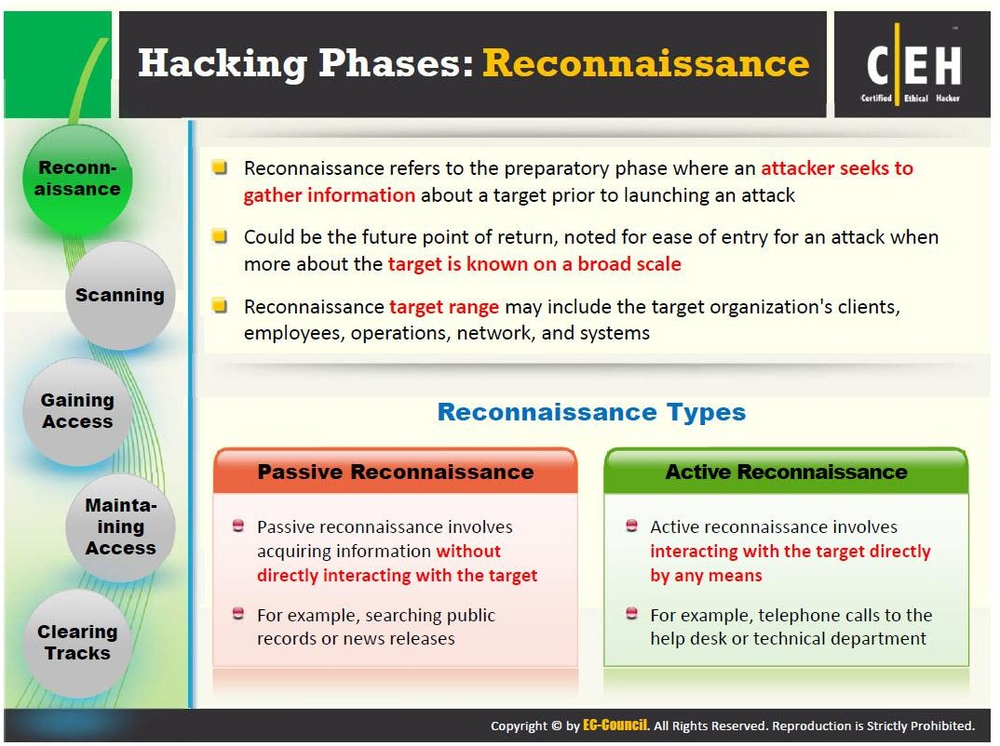 Hacking Phases: Reconnaissance
CEH
Certified Ethical Hacker
Reconn-
aissance
Scanning
Gaining
Access
Mainta-
ining
Access
Clearing
Tracks
Reconnaissance refers to the preparatory phase where an attacker seeks to
gather information about a target prior to launching an attack
Could be the future point of return, noted for ease of entry for an attack when
more about the target is known on a broad scale
Reconnaissance target range may include the target organization's clients,
employees, operations, network, and systems
Reconnaissance Types
Passive Reconnaissance
Passive reconnaissance involves
acquiring information without
directly interacting with the target
For example, searching public
records or news releases
Active Reconnaissance
Active reconnaissance involves
interacting with the target directly
by any means
For example, telephone calls to the
help desk or technical department
Copyright © by EC-Council. All Rights Reserved. Reproduction is Strictly Prohibited.